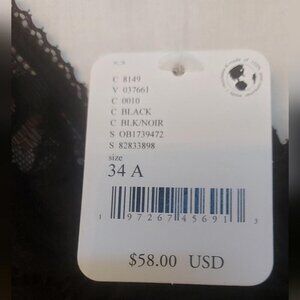 C 8149
V 037661
C 0010
C BLACK
C BLK/NOIR
S OB1739472
S 82833898
size
34 A
1 97267 45691 3
$58.00 USD